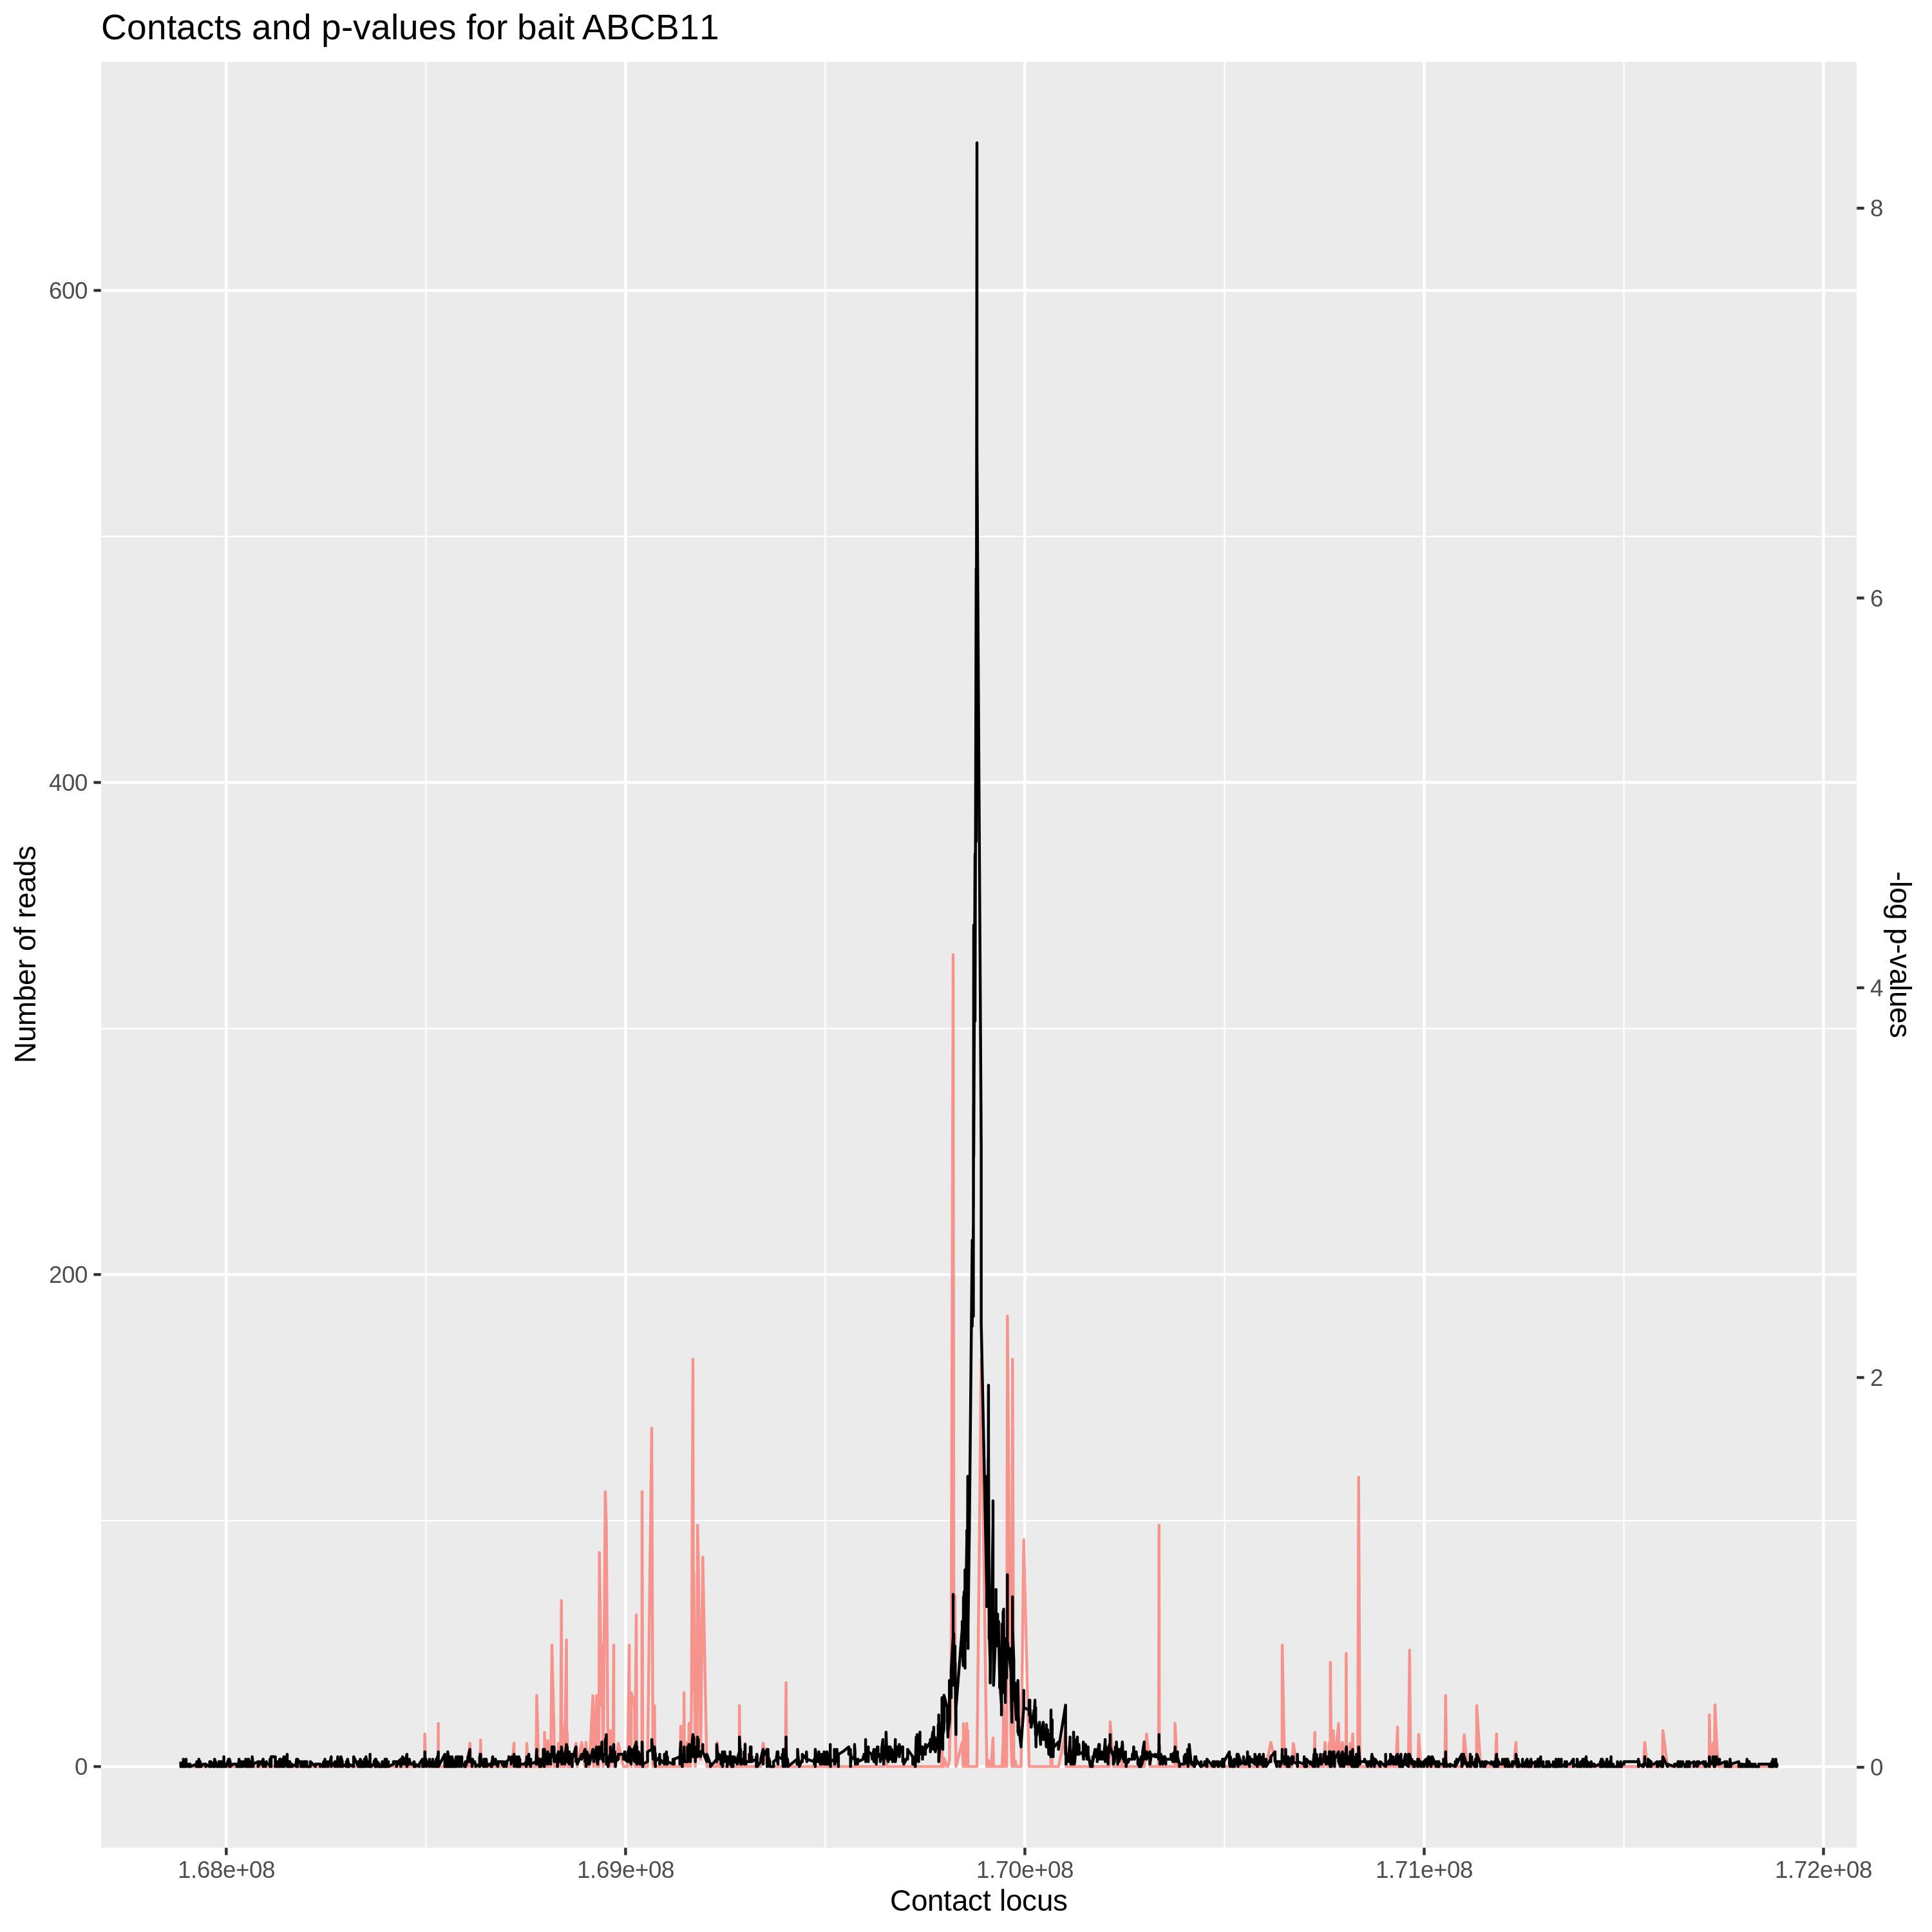 Contacts and p-values for bait ABCB11
Number of reads
600
400
200
0
8
6
4
2
0
-log p-values
1.68e+08
1.69e+08
1.70e+08
1.71e+08
1.72e+08
Contact locus